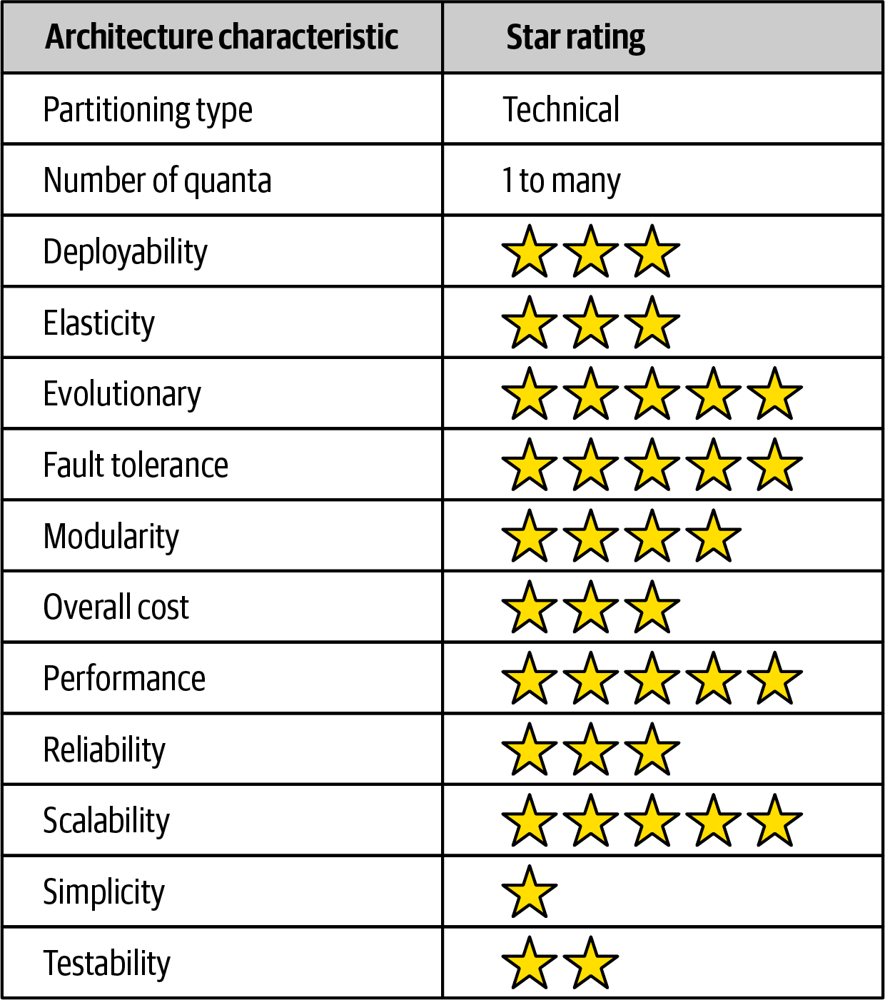 Architecture characteristic Star rating
Partitioning type Technical
Number of quanta 1 to many
Deployability
Elasticity
Evolutionary
Fault tolerance
Modularity
Overall cost
Performance
Reliability
Scalability
Simplicity
Testability